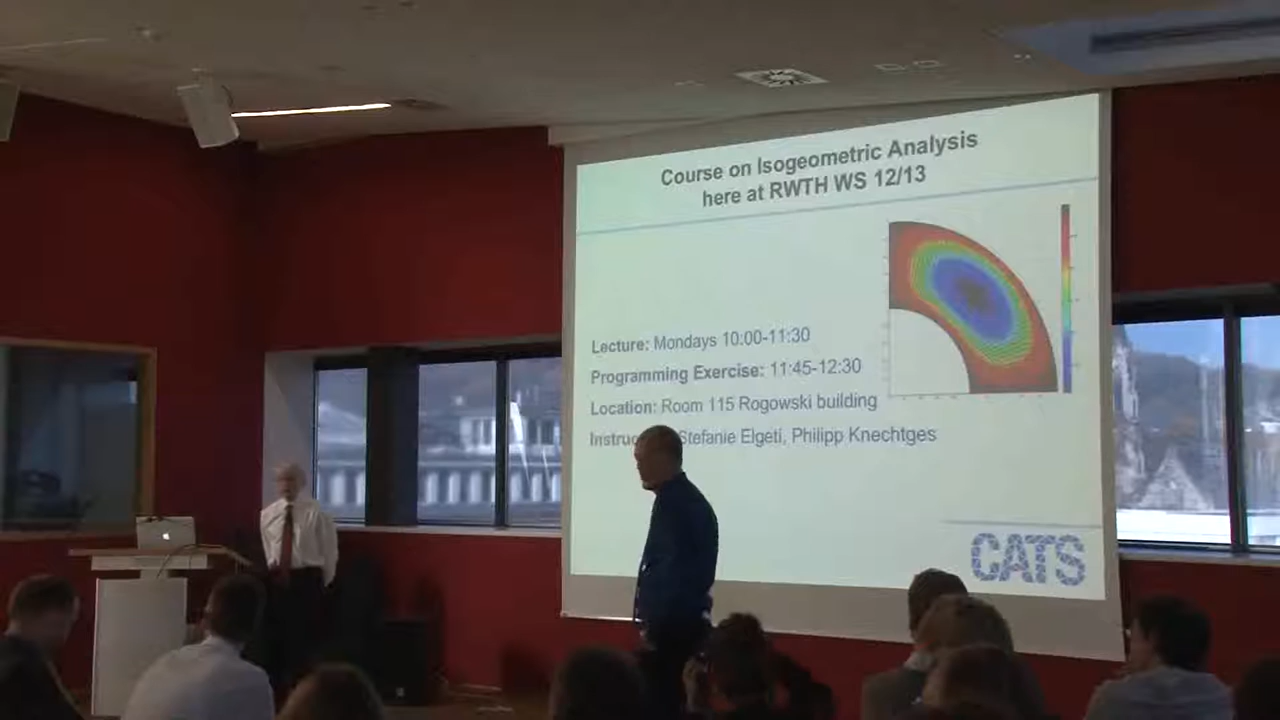 Course on Isogeometric Analysis
here at RWTH WS 12/13
Lecture: Mondays 10:00-11:30
Programming Exercise: 11:45-12:30
Location: Room 115 Rogowski building
Stefanie Elgeti, Philipp Knechtges
CATS